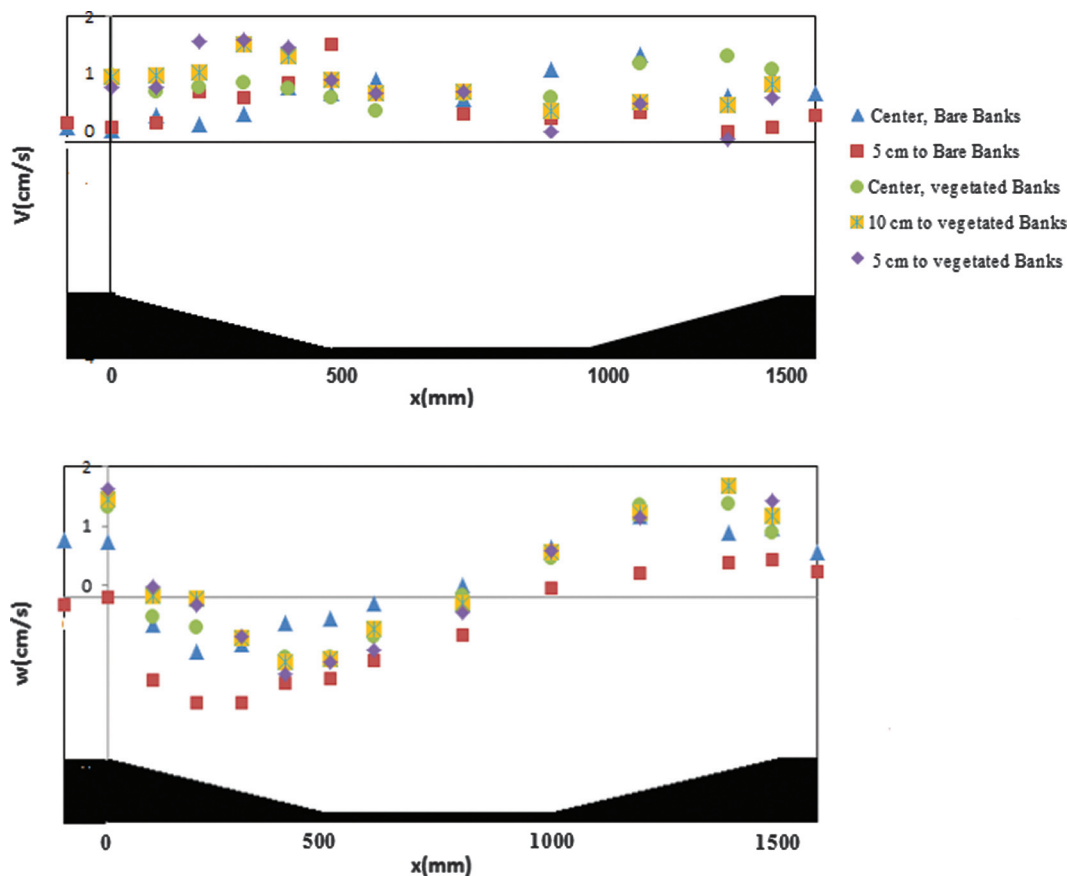 2
1
0
V(cm/s)
0 500 1000 1500
x(mm)
Center, Bare Banks
5 cm to Bare Banks
Center, vegetated Banks
10 cm to vegetated Banks
5 cm to vegetated Banks
2
1
0
w(cm/s)
0 500 1000 1500
x(mm)